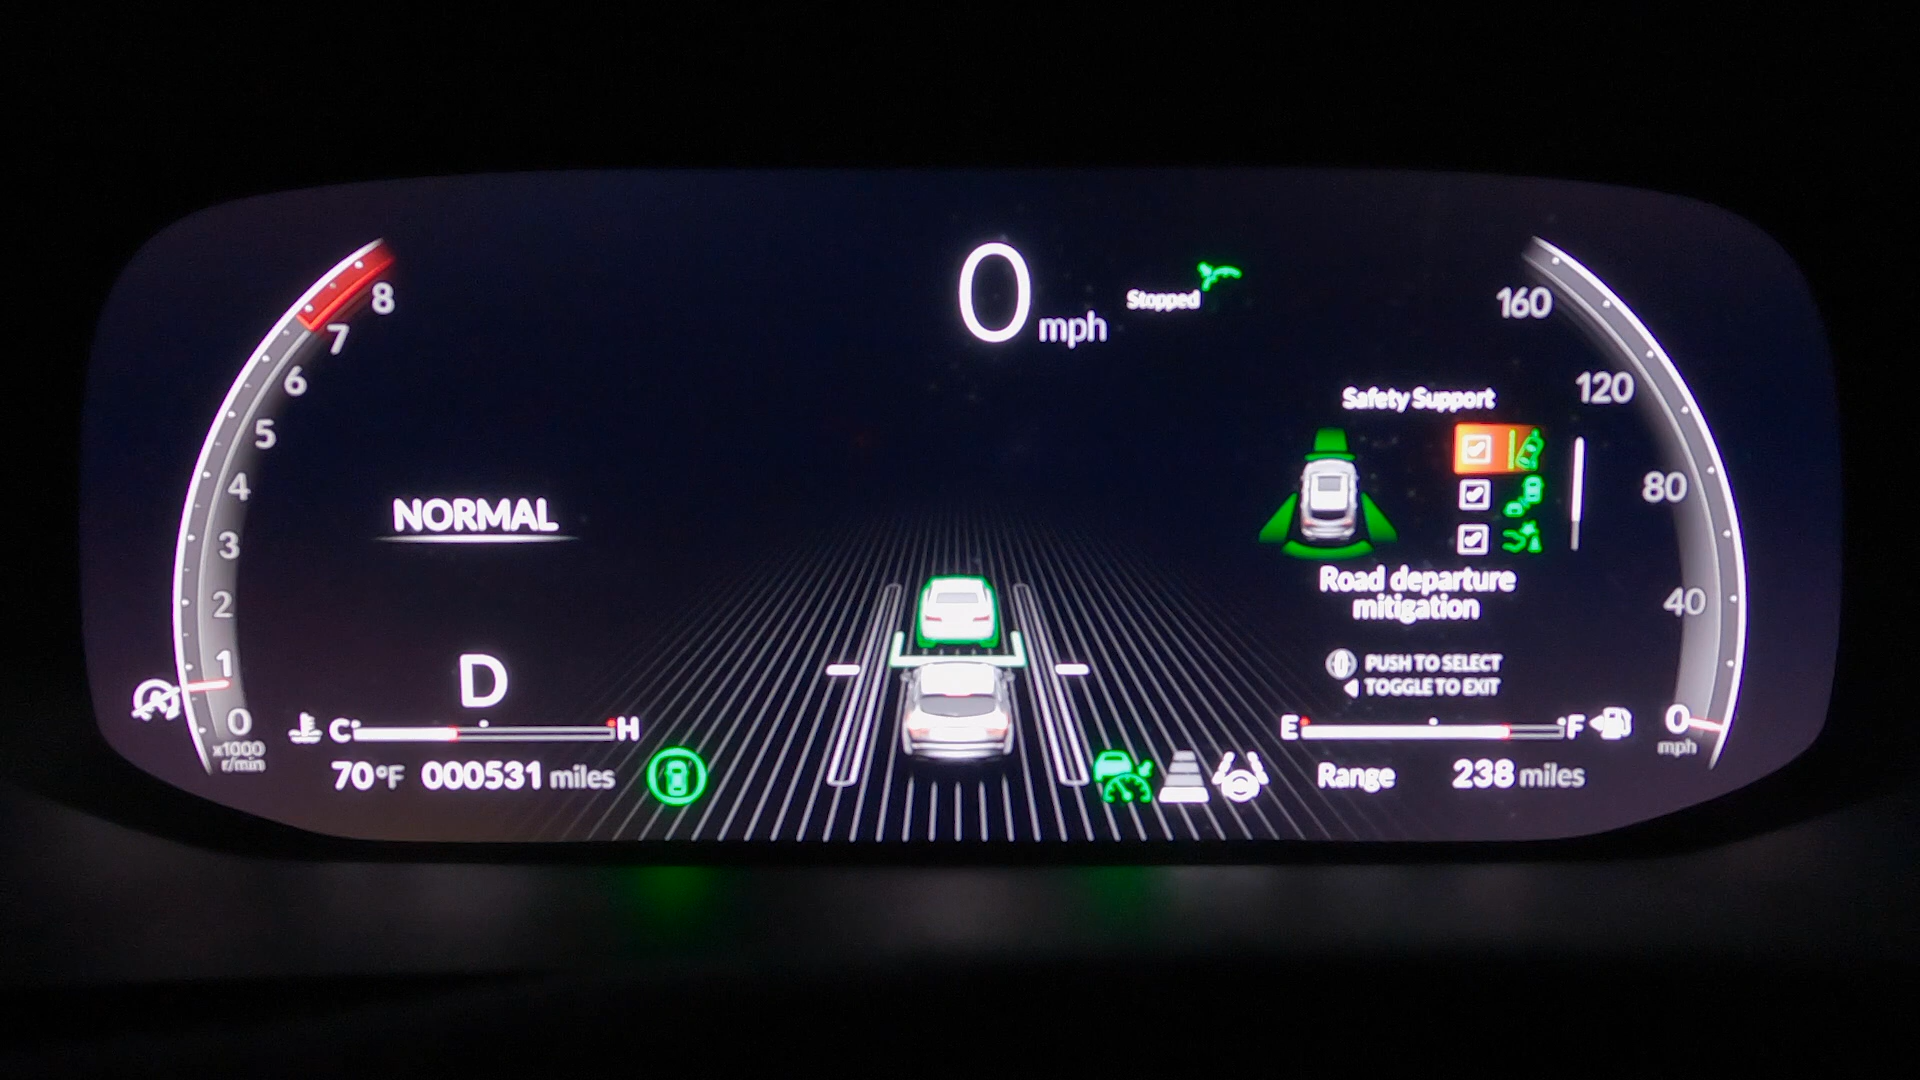 0 mph
Stopped
8
7
6
5
4
3
2
1
0
x1000
r/min
160
120
80
40
0
mph
Safety Support
Road departure
mitigation
PUSH TO SELECT
TOGGLE TO EXIT
NORMAL
D
C H
70°F 000531 miles
E F
Range 238 miles